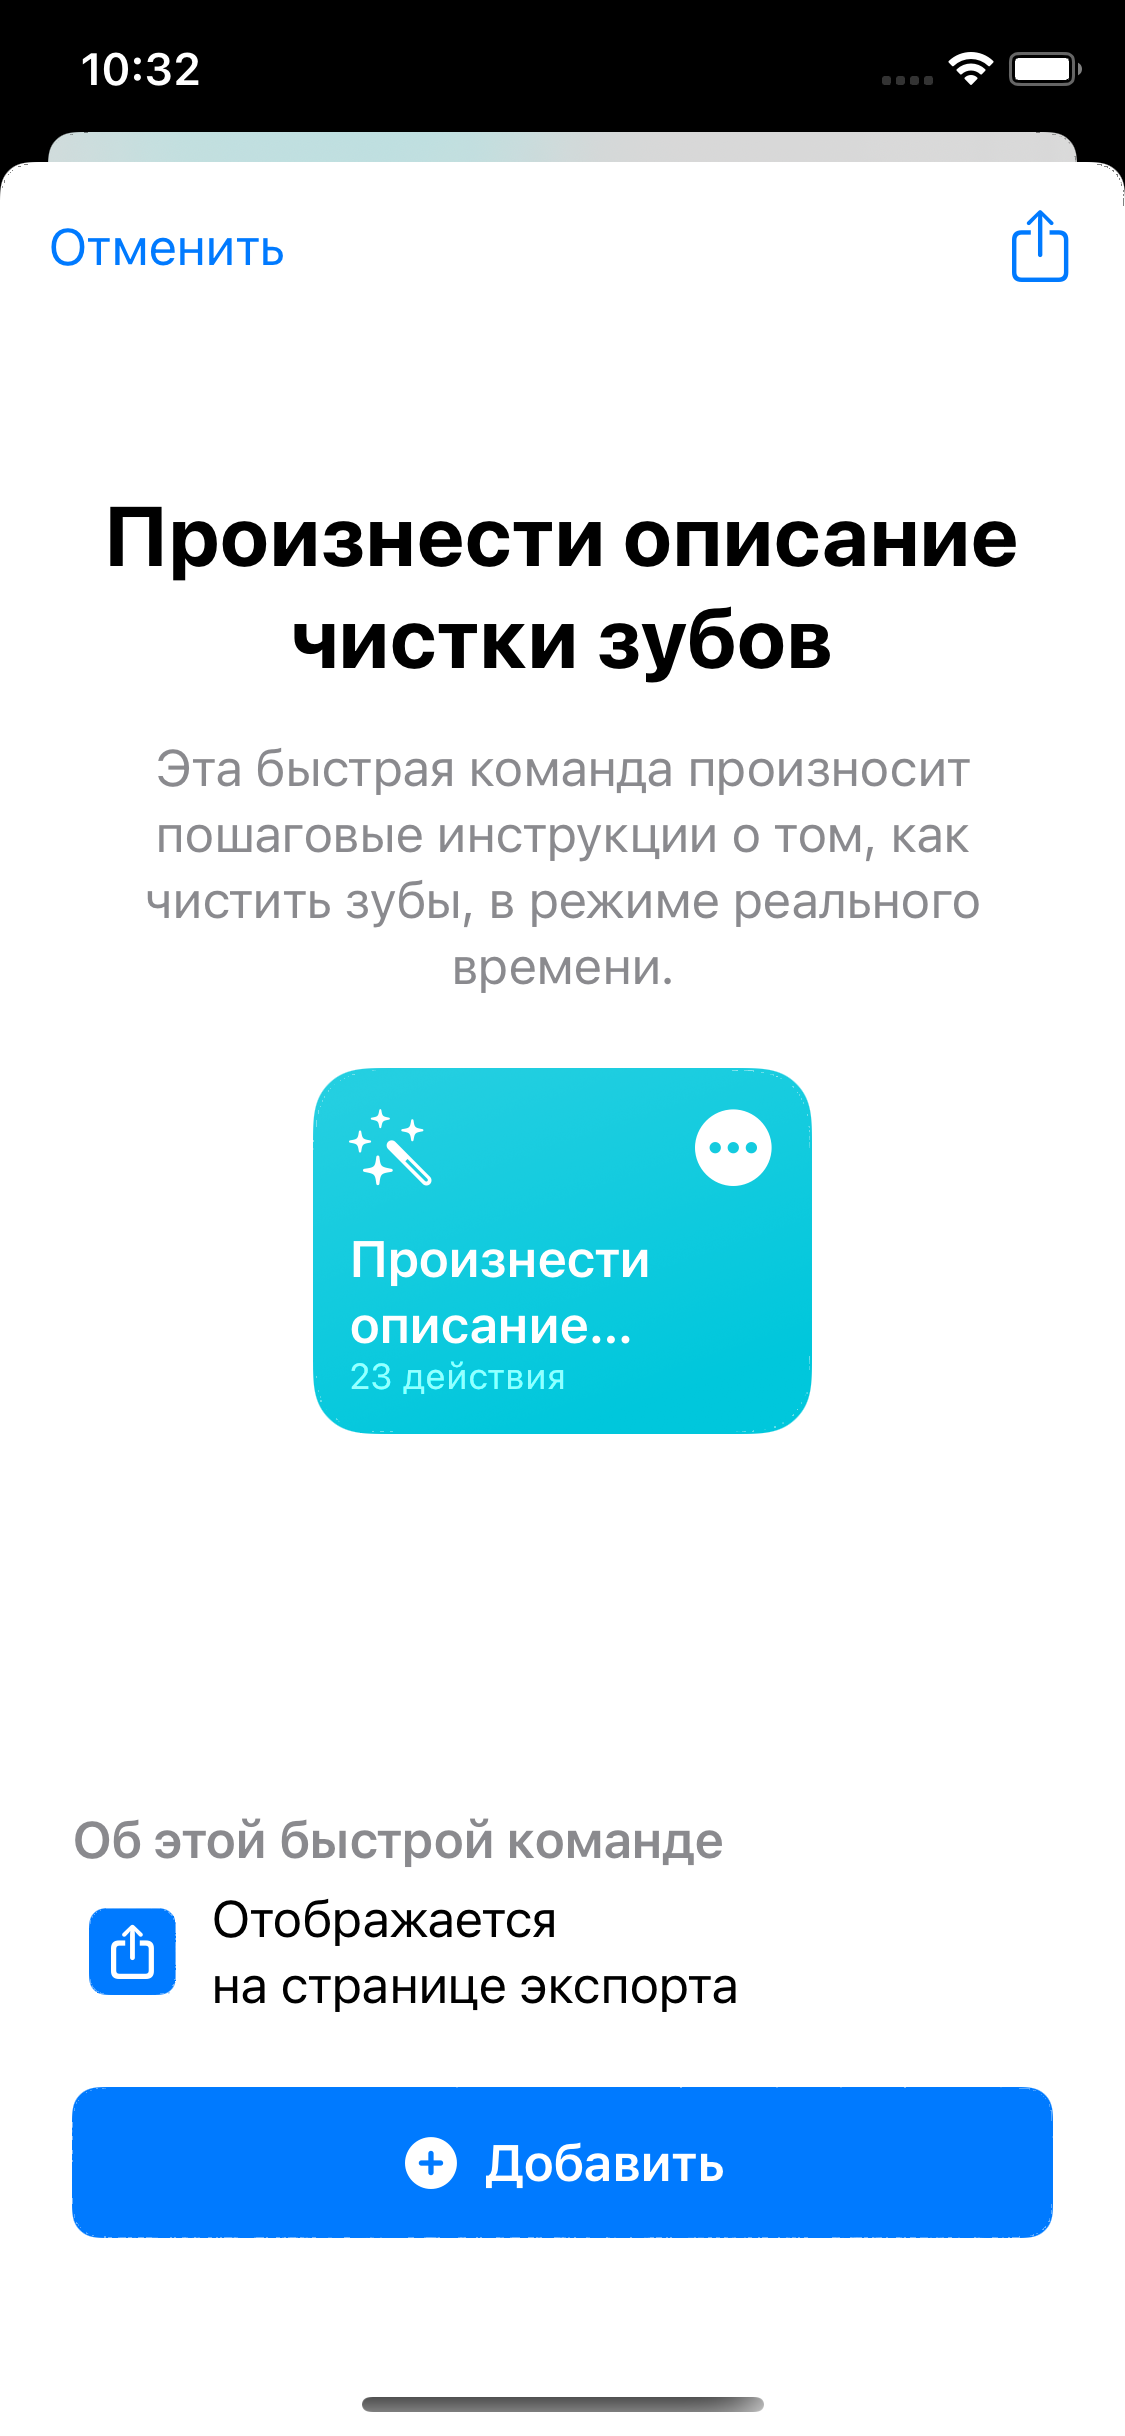 10:32
Отменить
Произнести описание
чистки зубов
Эта быстрая команда произносит
пошаговые инструкции о том, как
чистить зубы, в режиме реального
времени.
Произнести
описание...
23 действия
Об этой быстрой команде
Отображается
на странице экспорта
Добавить